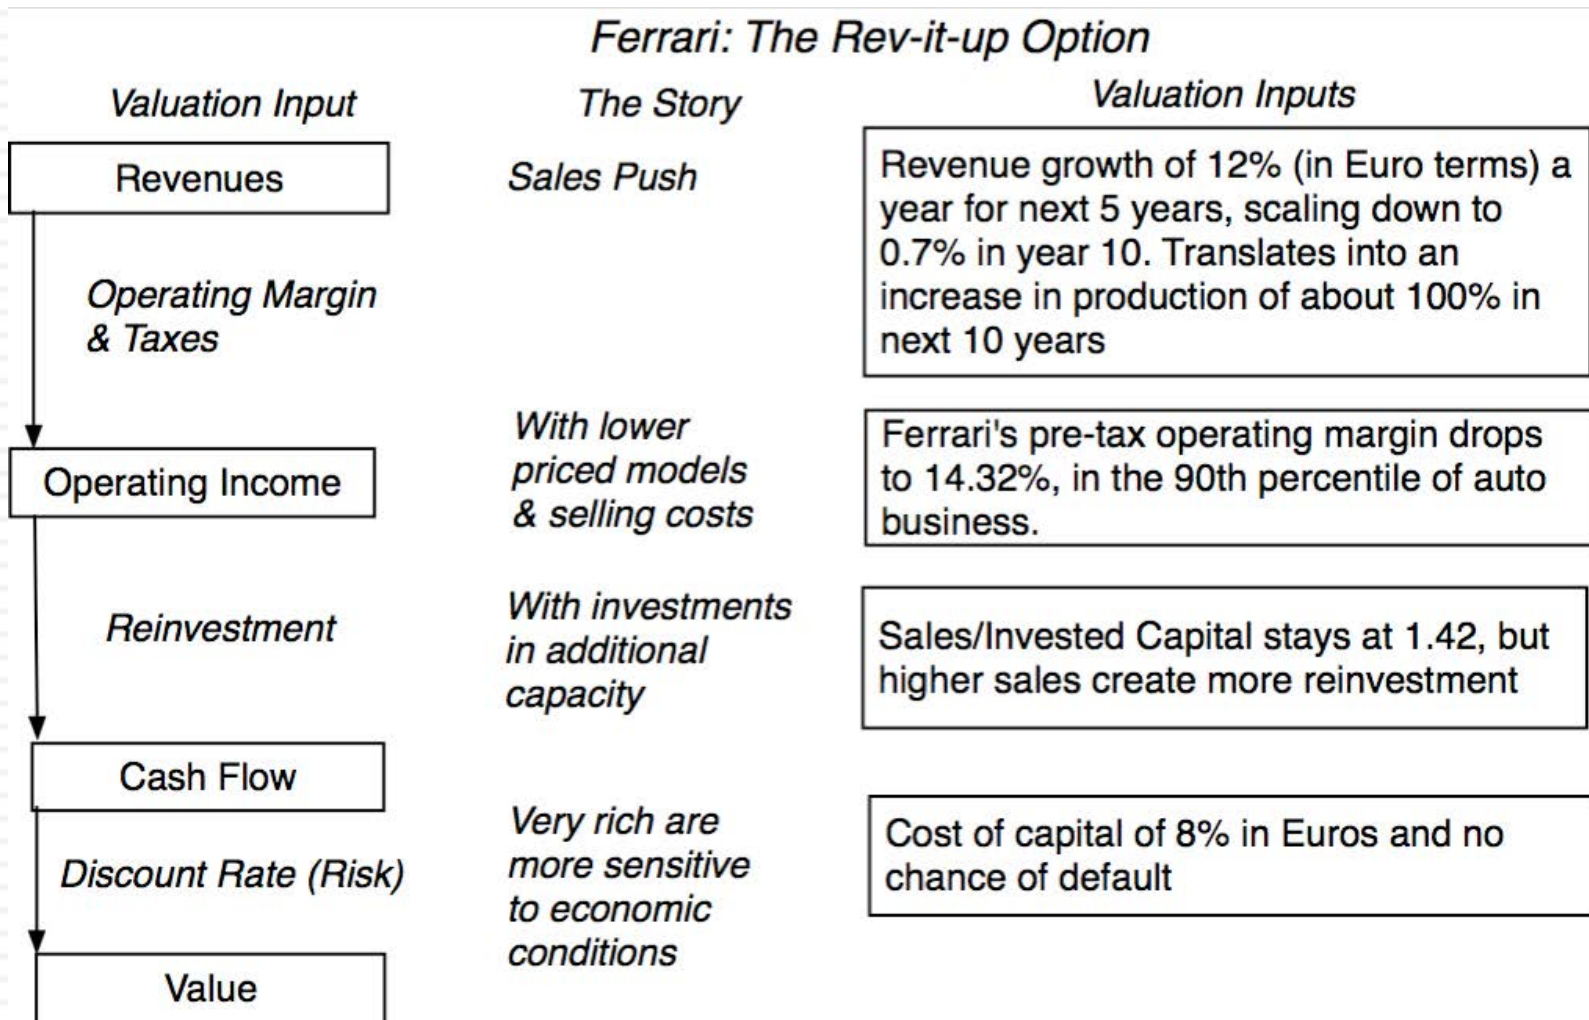 Ferrari: The Rev-it-up Option
Valuation Input
The Story
Valuation Inputs
Revenues
Sales Push
Revenue growth of 12% (in Euro terms) a
year for next 5 years, scaling down to
0.7% in year 10. Translates into an
increase in production of about 100% in
next 10 years
Operating Margin
& Taxes
Operating Income
With lower
priced models
& selling costs
Ferrari's pre-tax operating margin drops
to 14.32%, in the 90th percentile of auto
business.
Reinvestment
With investments
in additional
capacity
Sales/Invested Capital stays at 1.42, but
higher sales create more reinvestment
Cash Flow
Discount Rate (Risk)
Very rich are
more sensitive
to economic
conditions
Cost of capital of 8% in Euros and no
chance of default
Value